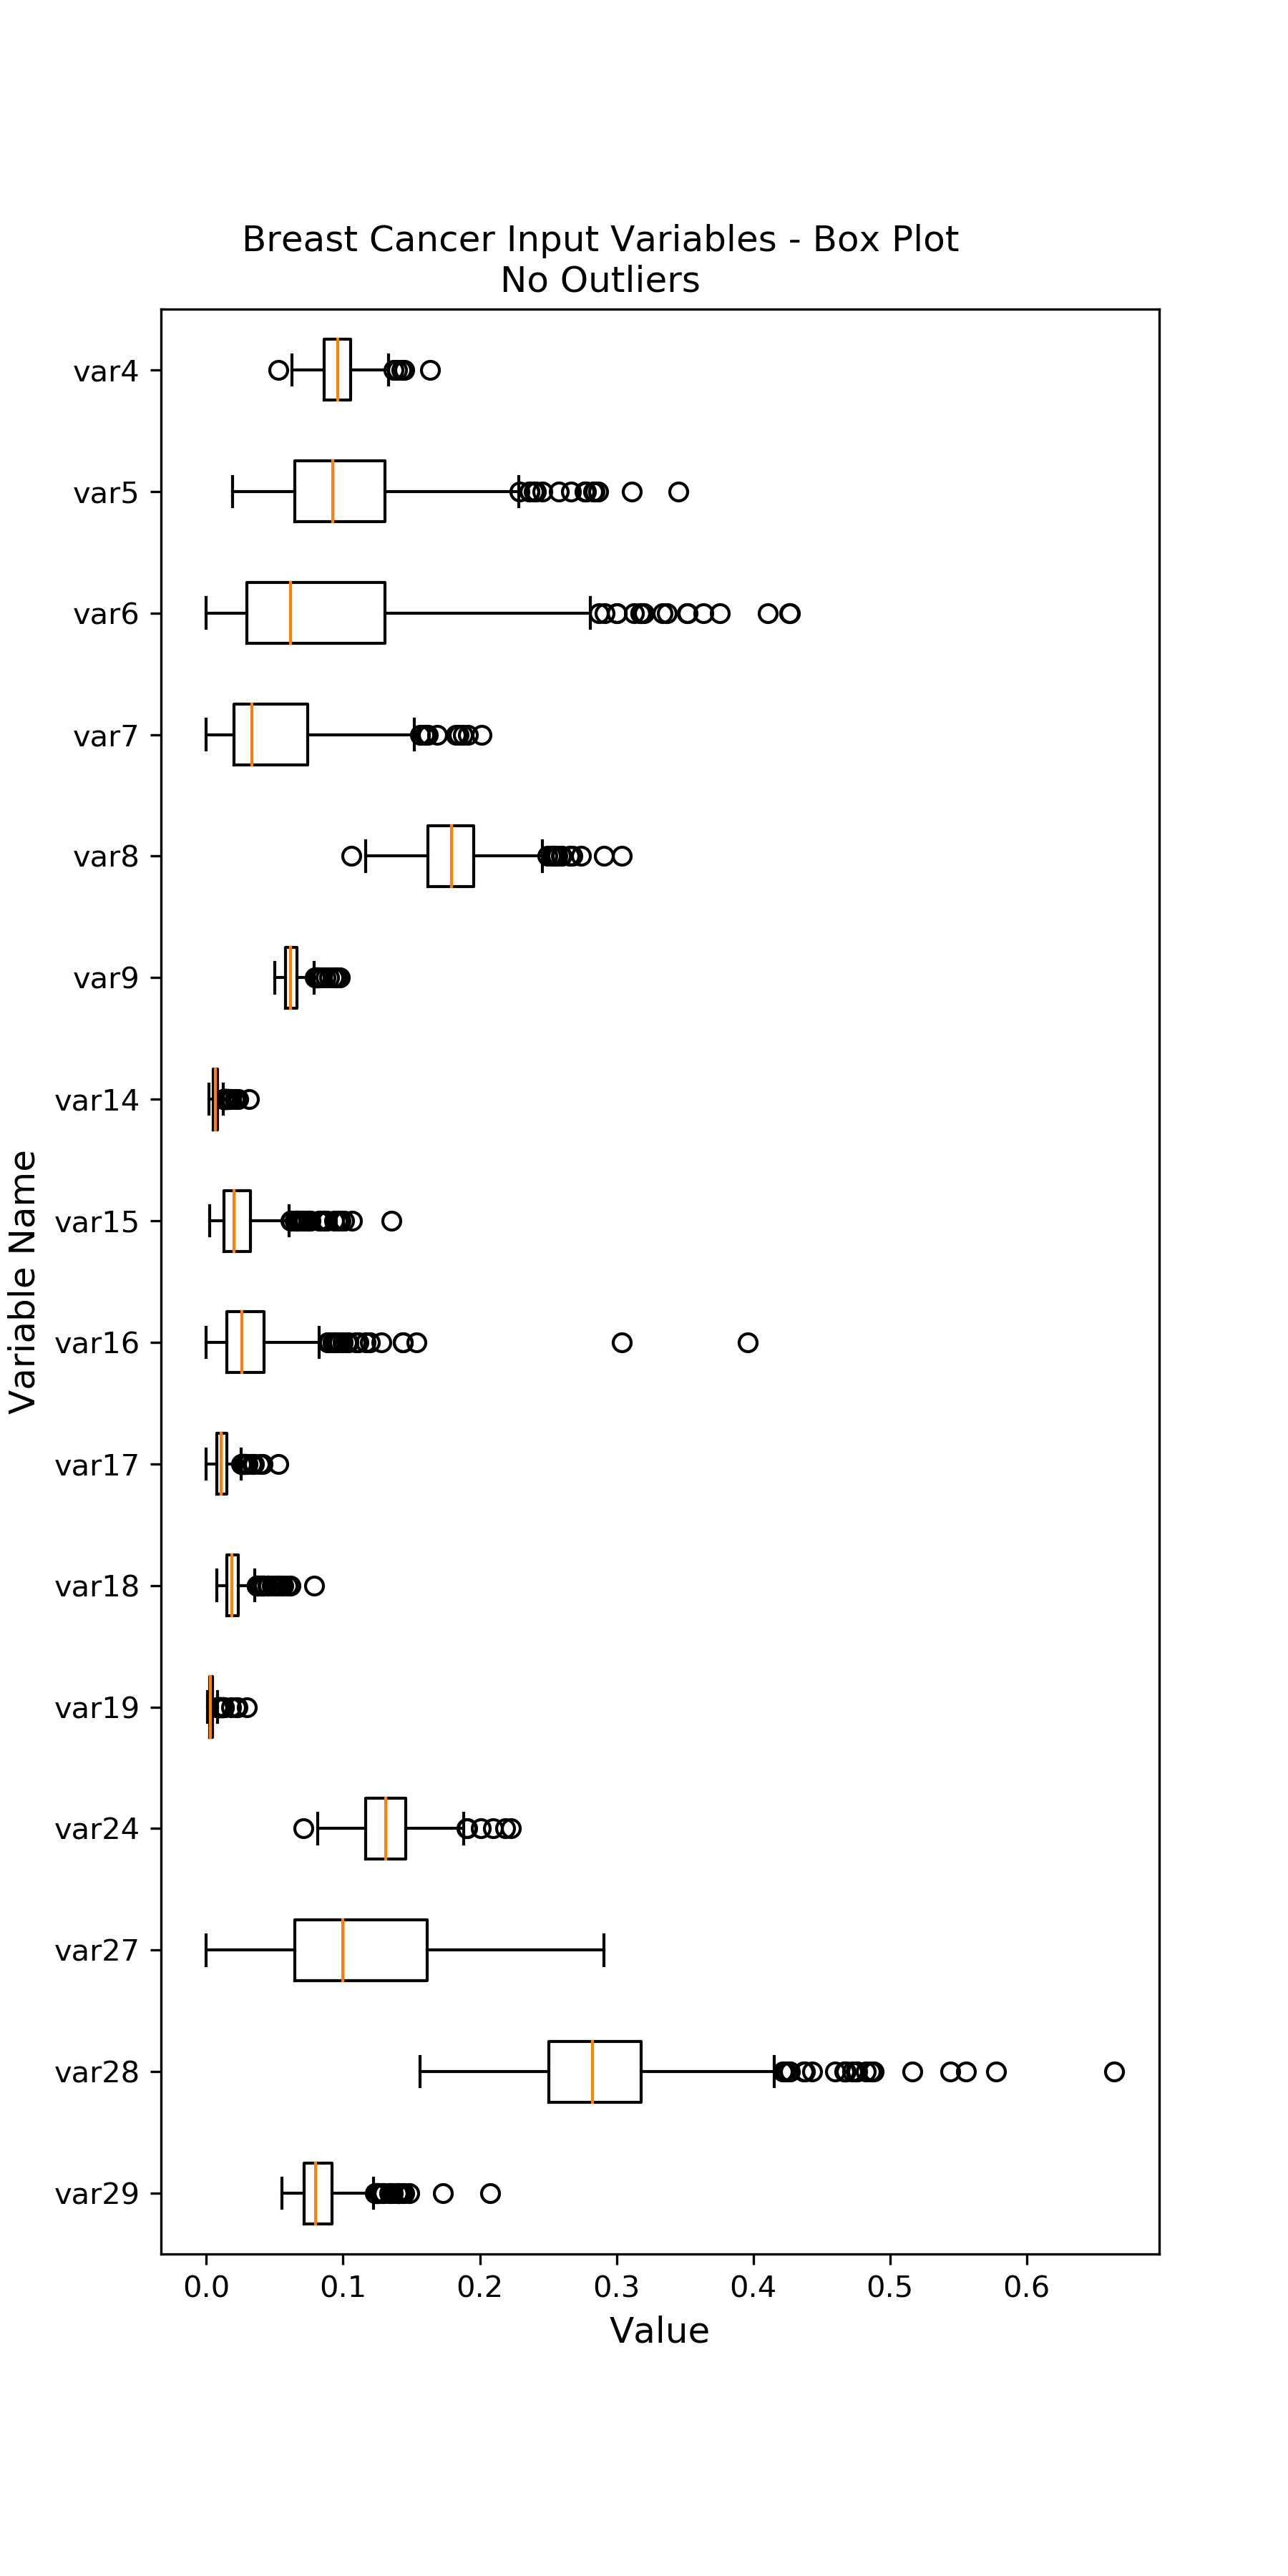 Breast Cancer Input Variables - Box Plot
No Outliers
Variable Name
var4
var5
var6
var7
var8
var9
var14
var15
var16
var17
var18
var19
var24
var27
var28
var29
0.0 0.1 0.2 0.3 0.4 0.5 0.6
Value